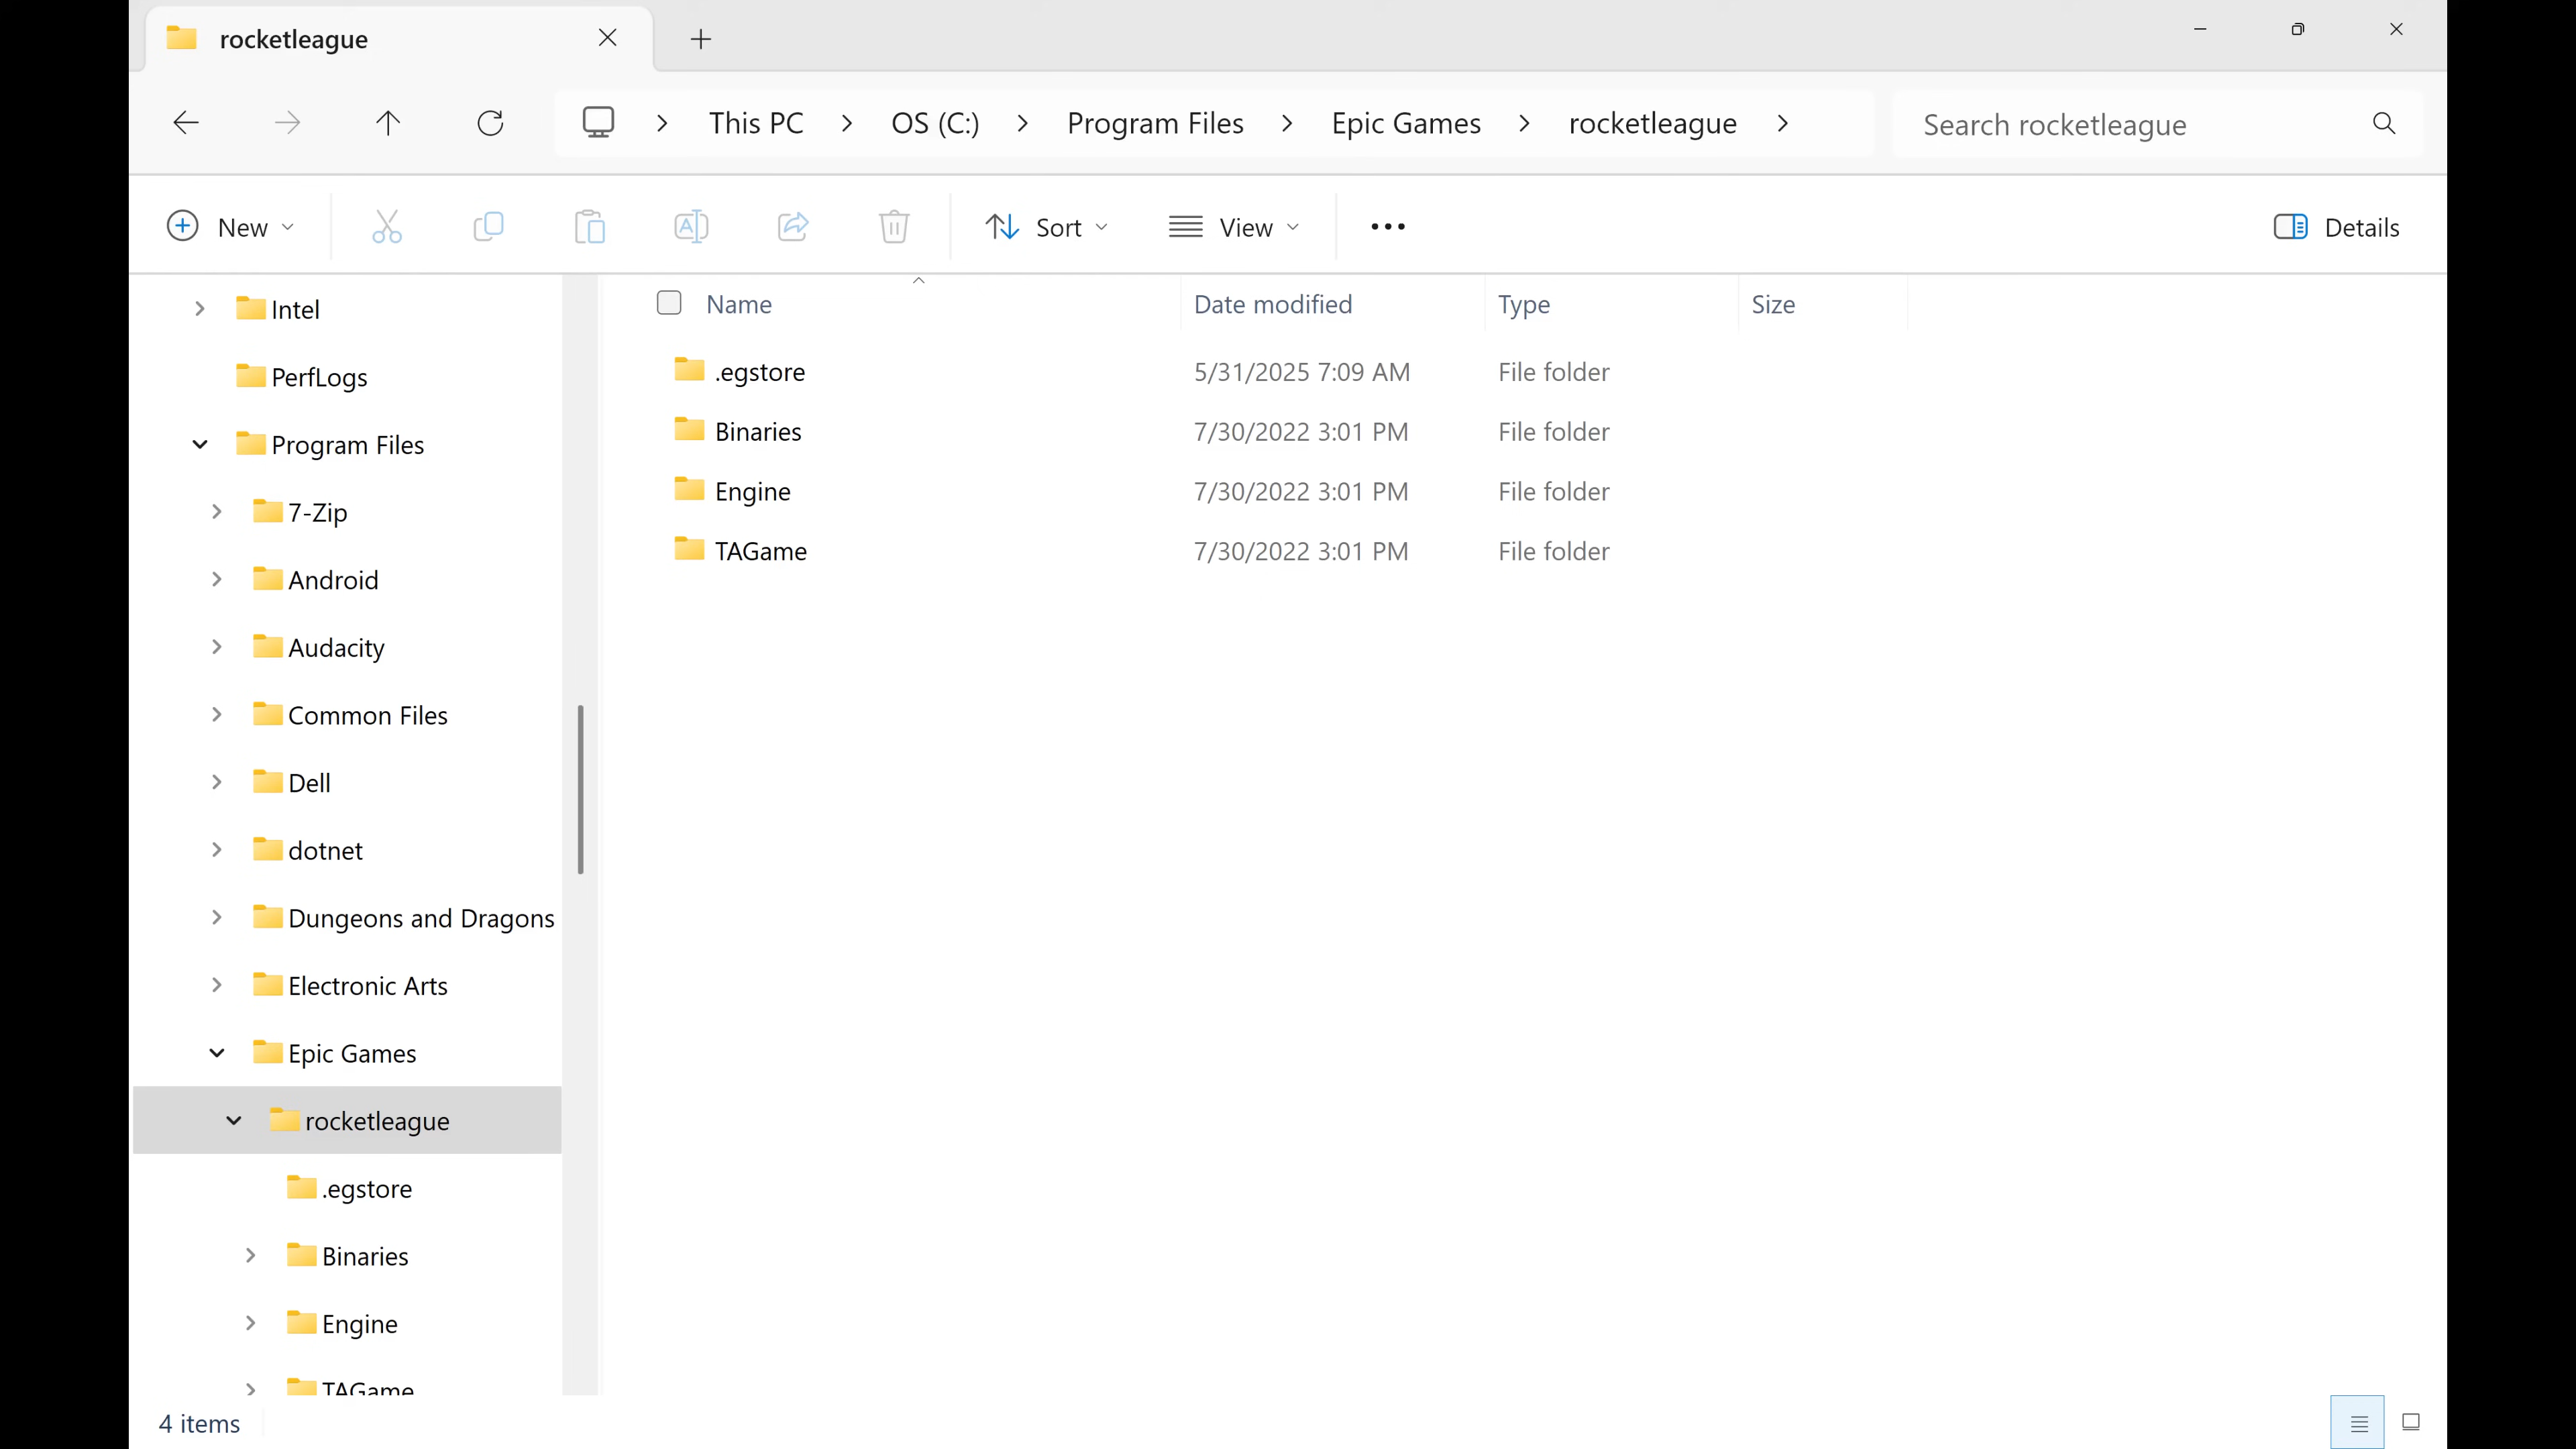 rocketleague
This PC
OS (C:)
Program Files
Epic Games
rocketleague
Search rocketleague
New
Sort
View
Details
Intel
PerfLogs
Program Files
7-Zip
Android
Audacity
Common Files
Dell
dotnet
Dungeons and Dragons
Electronic Arts
Epic Games
rocketleague
.egstore
Binaries
Engine
TAGame
Name Date modified Type Size
.egstore 5/31/2025 7:09 AM File folder
Binaries 7/30/2022 3:01 PM File folder
Engine 7/30/2022 3:01 PM File folder
TAGame 7/30/2022 3:01 PM File folder
4 items